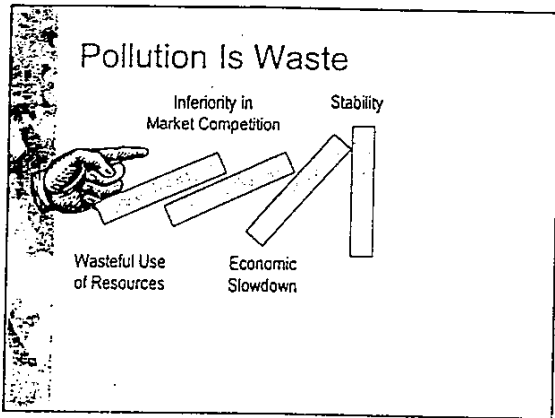 Pollution Is Waste
Inferiority in
Market Competition
Stability
Wasteful Use
of Resources
Economic
Slowdown